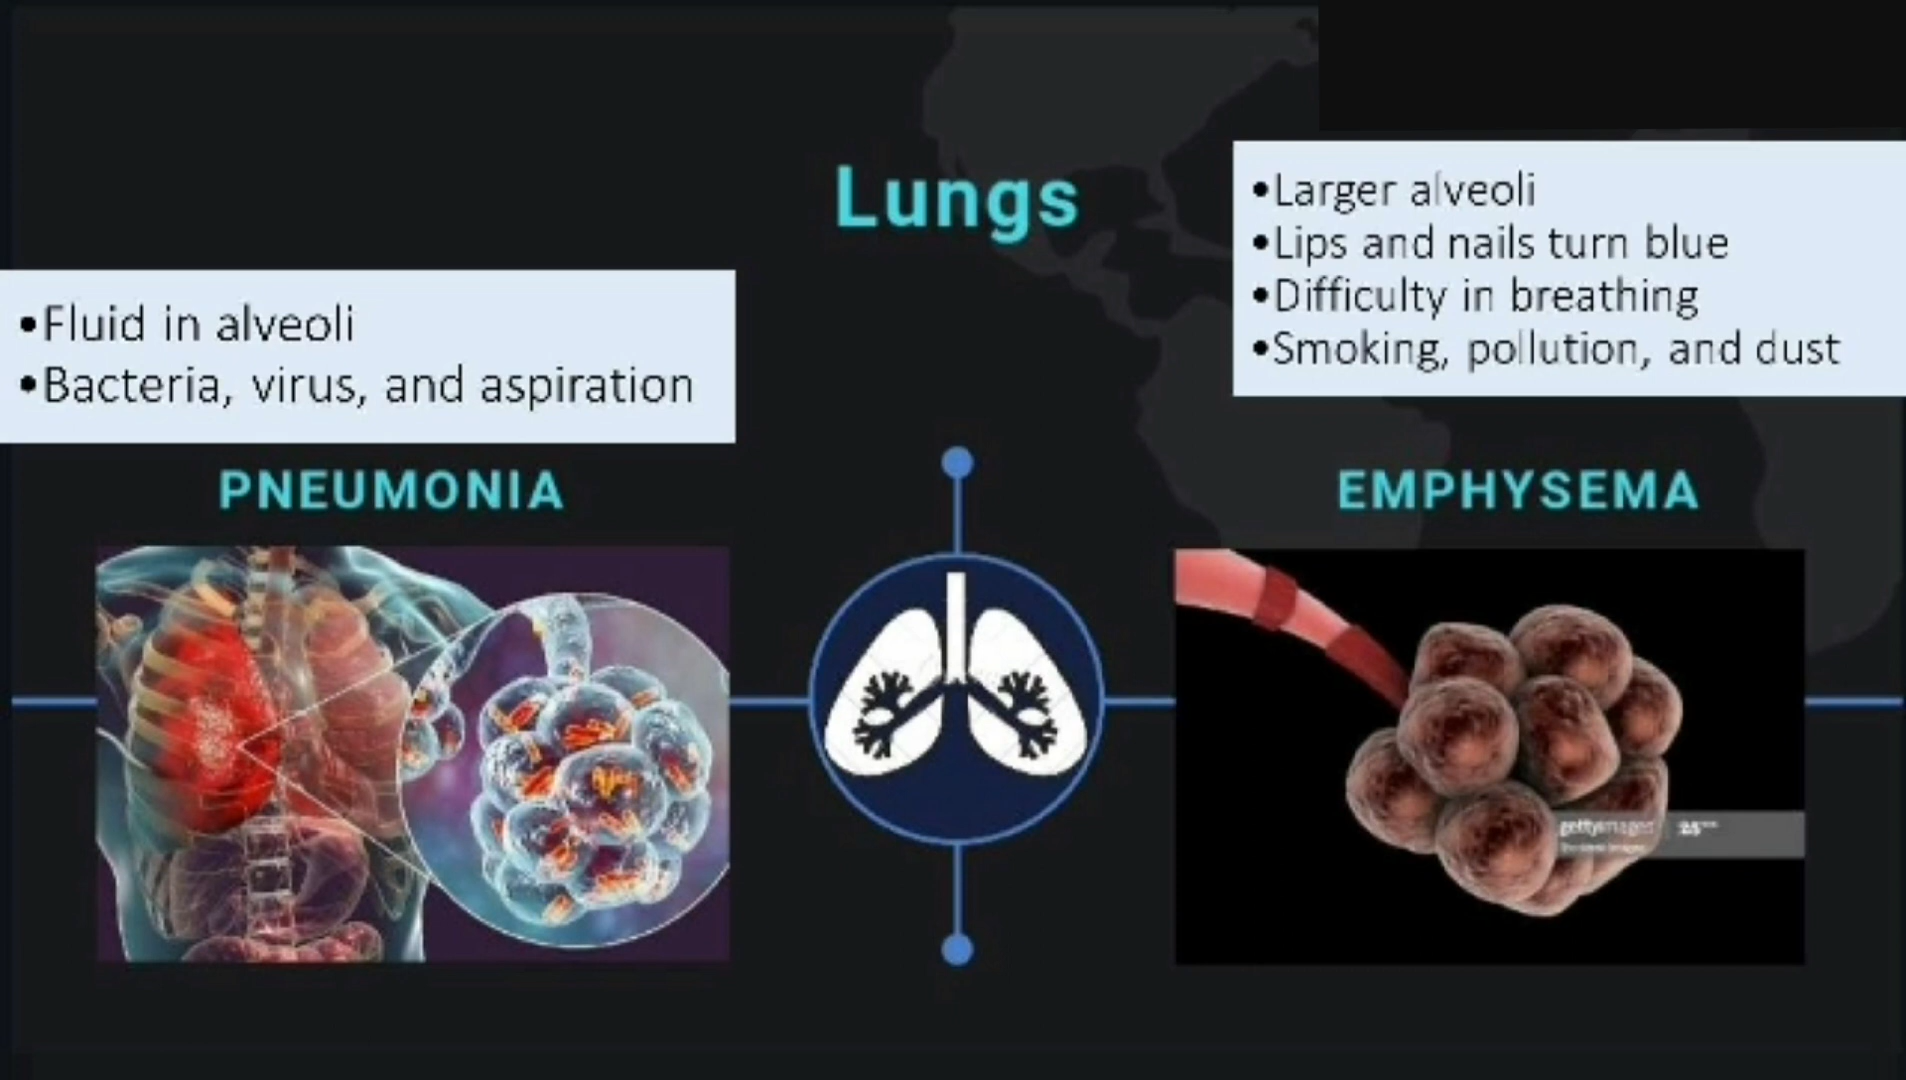 Lungs
•Fluid in alveoli
•Bacteria, virus, and aspiration
PNEUMONIA
•Larger alveoli
•Lips and nails turn blue
•Difficulty in breathing
•Smoking, pollution, and dust
EMPHYSEMA
gettyimages